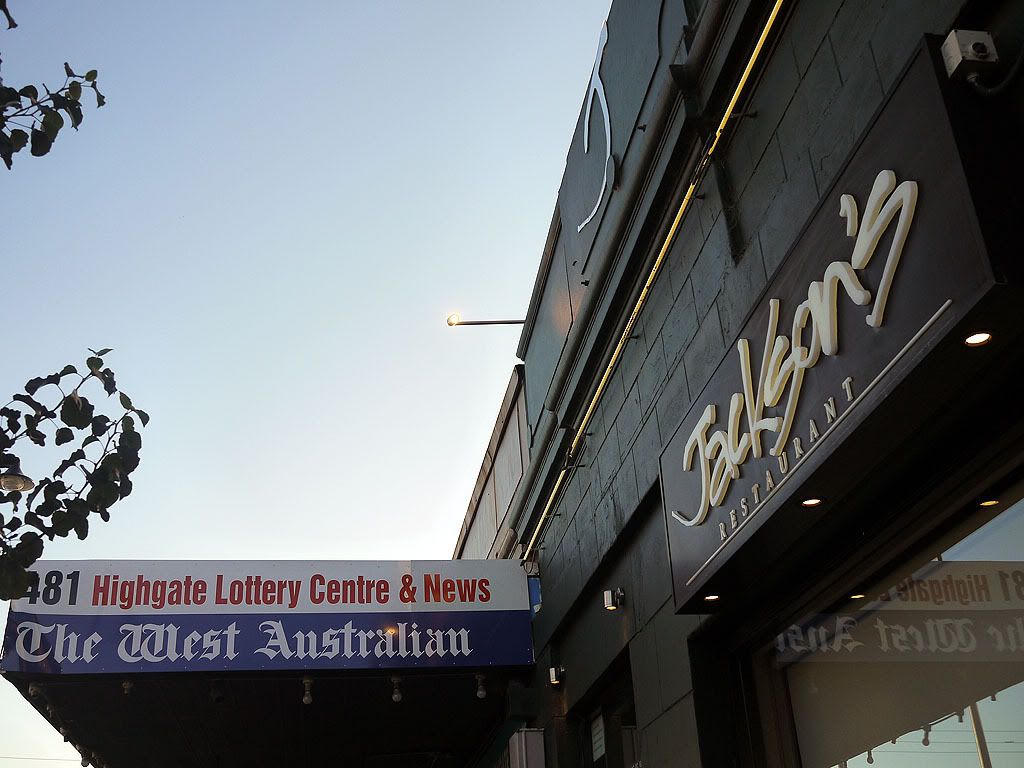 481 Highgate Lottery Centre & News
The West Australian
Jackson's
RESTAURANT